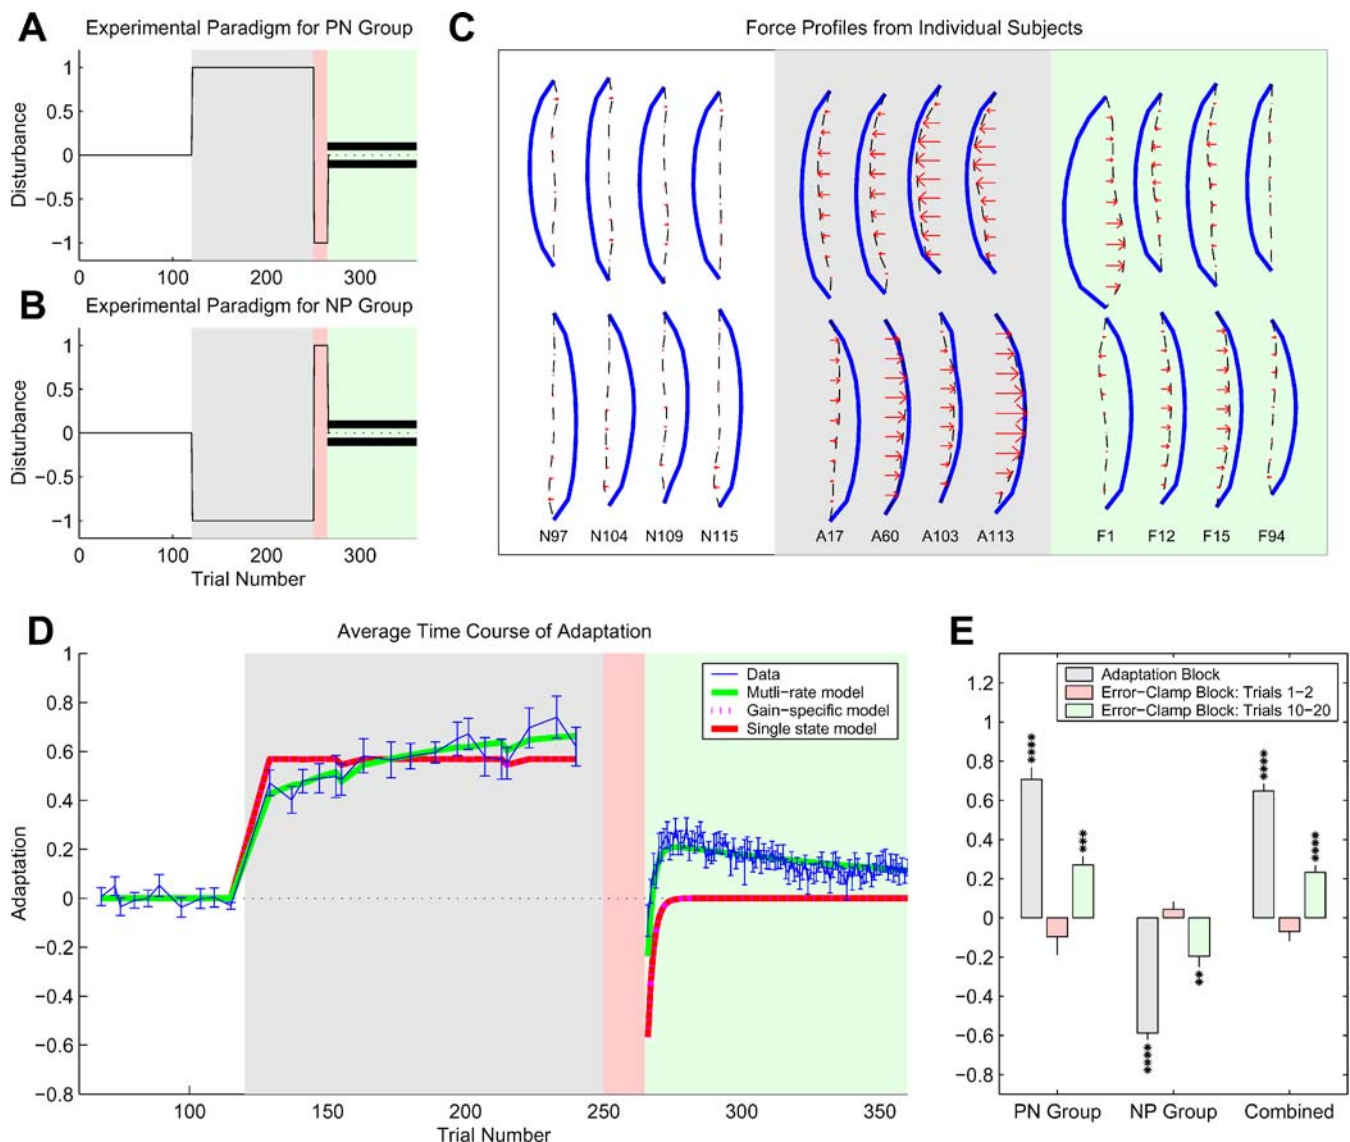 A
Experimental Paradigm for PN Group
Disturbance
1
0.5
0
−0.5
−1
0 100 200 300
B
Experimental Paradigm for NP Group
Disturbance
1
0.5
0
−0.5
−1
0 100 200 300
Trial Number
C
Force Profiles from Individual Subjects
N97 N104 N109 N115 A17 A60 A103 A113 F1 F12 F15 F94
D
Average Time Course of Adaptation
Adaptation
1
0.8
0.6
0.4
0.2
0
−0.2
−0.4
−0.6
−0.8
Data
Mutli−rate model
Gain−specific model
Single state model
100 150 200 250 300 350
Trial Number
E
Adaptation Block
Error−Clamp Block: Trials 1−2
Error−Clamp Block: Trials 10−20
1.2
1
0.8
0.6
0.4
0.2
0
−0.2
−0.4
−0.6
−0.8
****
***
****
**
****
****
PN Group NP Group Combined